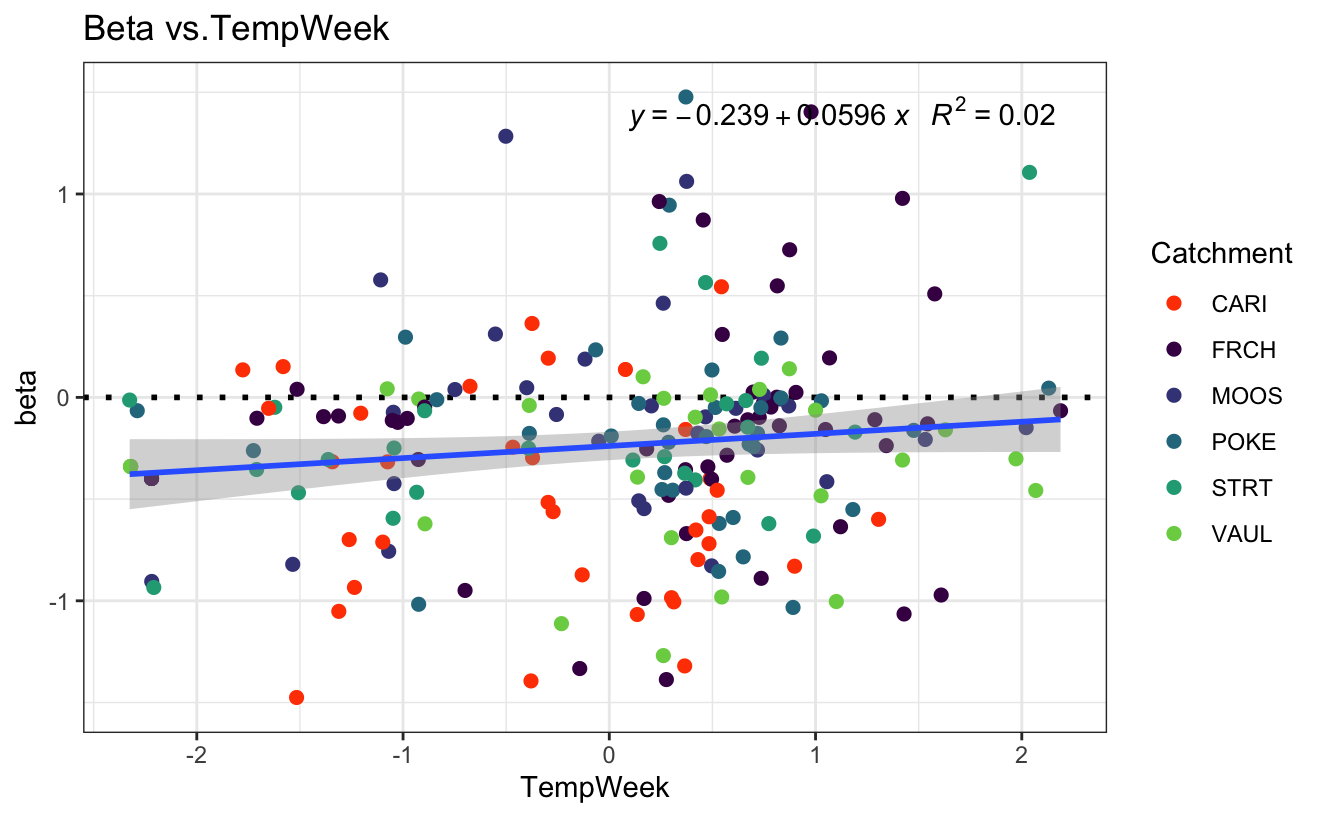 Beta vs.TempWeek
y = −0.239 + 0.0596 x R² = 0.02
1
0
-1
beta
-2 -1 0 1 2
TempWeek
Catchment
CARI
FRCH
MOOS
POKE
STRT
VAUL